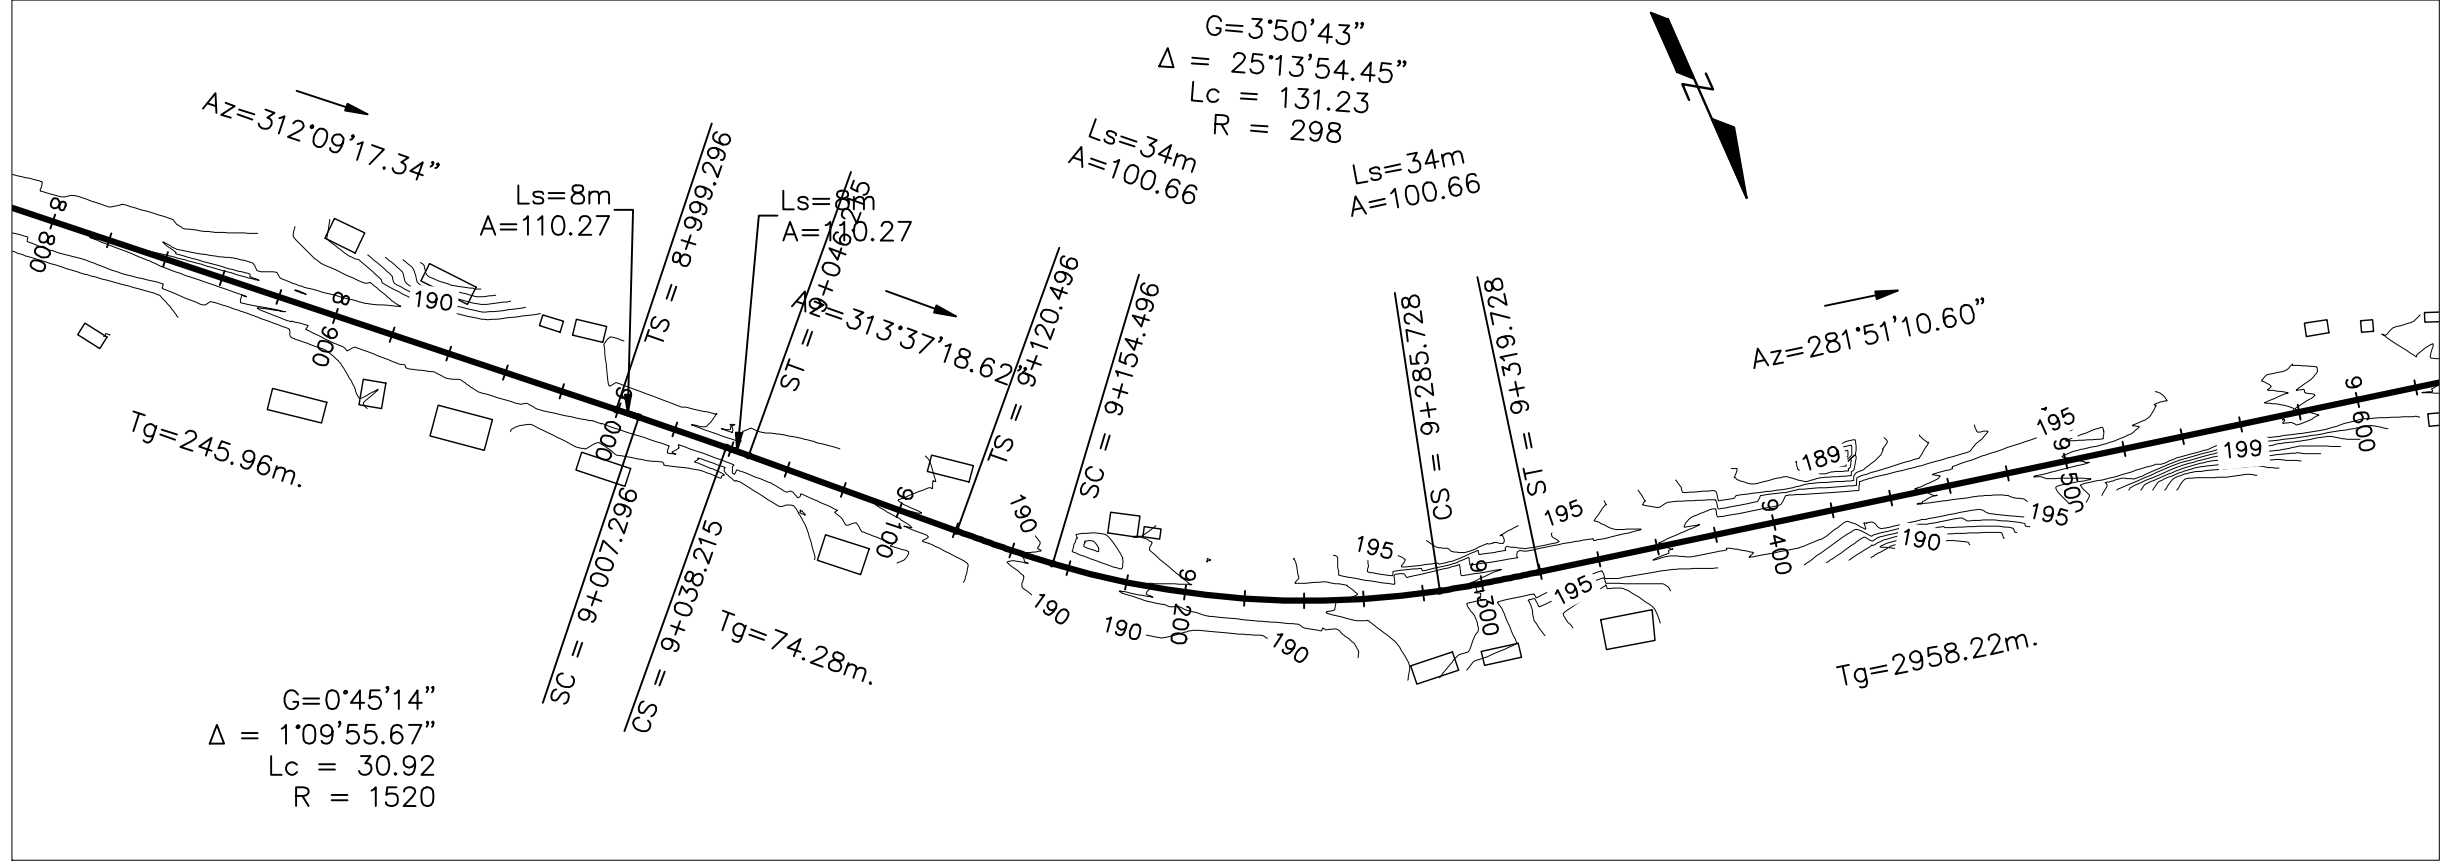 G=3°50'43"
Δ = 25°13'54.45"
Lc = 131.23
R = 298
Az=312°09'17.34"
Ls=8m
A=110.27
TS = 8+999.296
Ls=8m
A=110.27
ST = 9+046.215
Ls=34m
A=100.66
Ls=34m
A=100.66
Az=313°37'18.62"
TS = 9+120.496
SC = 9+154.496
CS = 9+285.728
ST = 9+319.728
Az=281°51'10.60"
8
800
8
900
190
9
000
9
100
190
190
190
9
200
190
195
9
300
195
195
189
9
400
195
9
500
195
190
199
9
600
Tg=245.96m.
SC = 9+007.296
CS = 9+038.215
Tg=74.28m.
Tg=2958.22m.
G=0°45'14"
Δ = 1°09'55.67"
Lc = 30.92
R = 1520
N